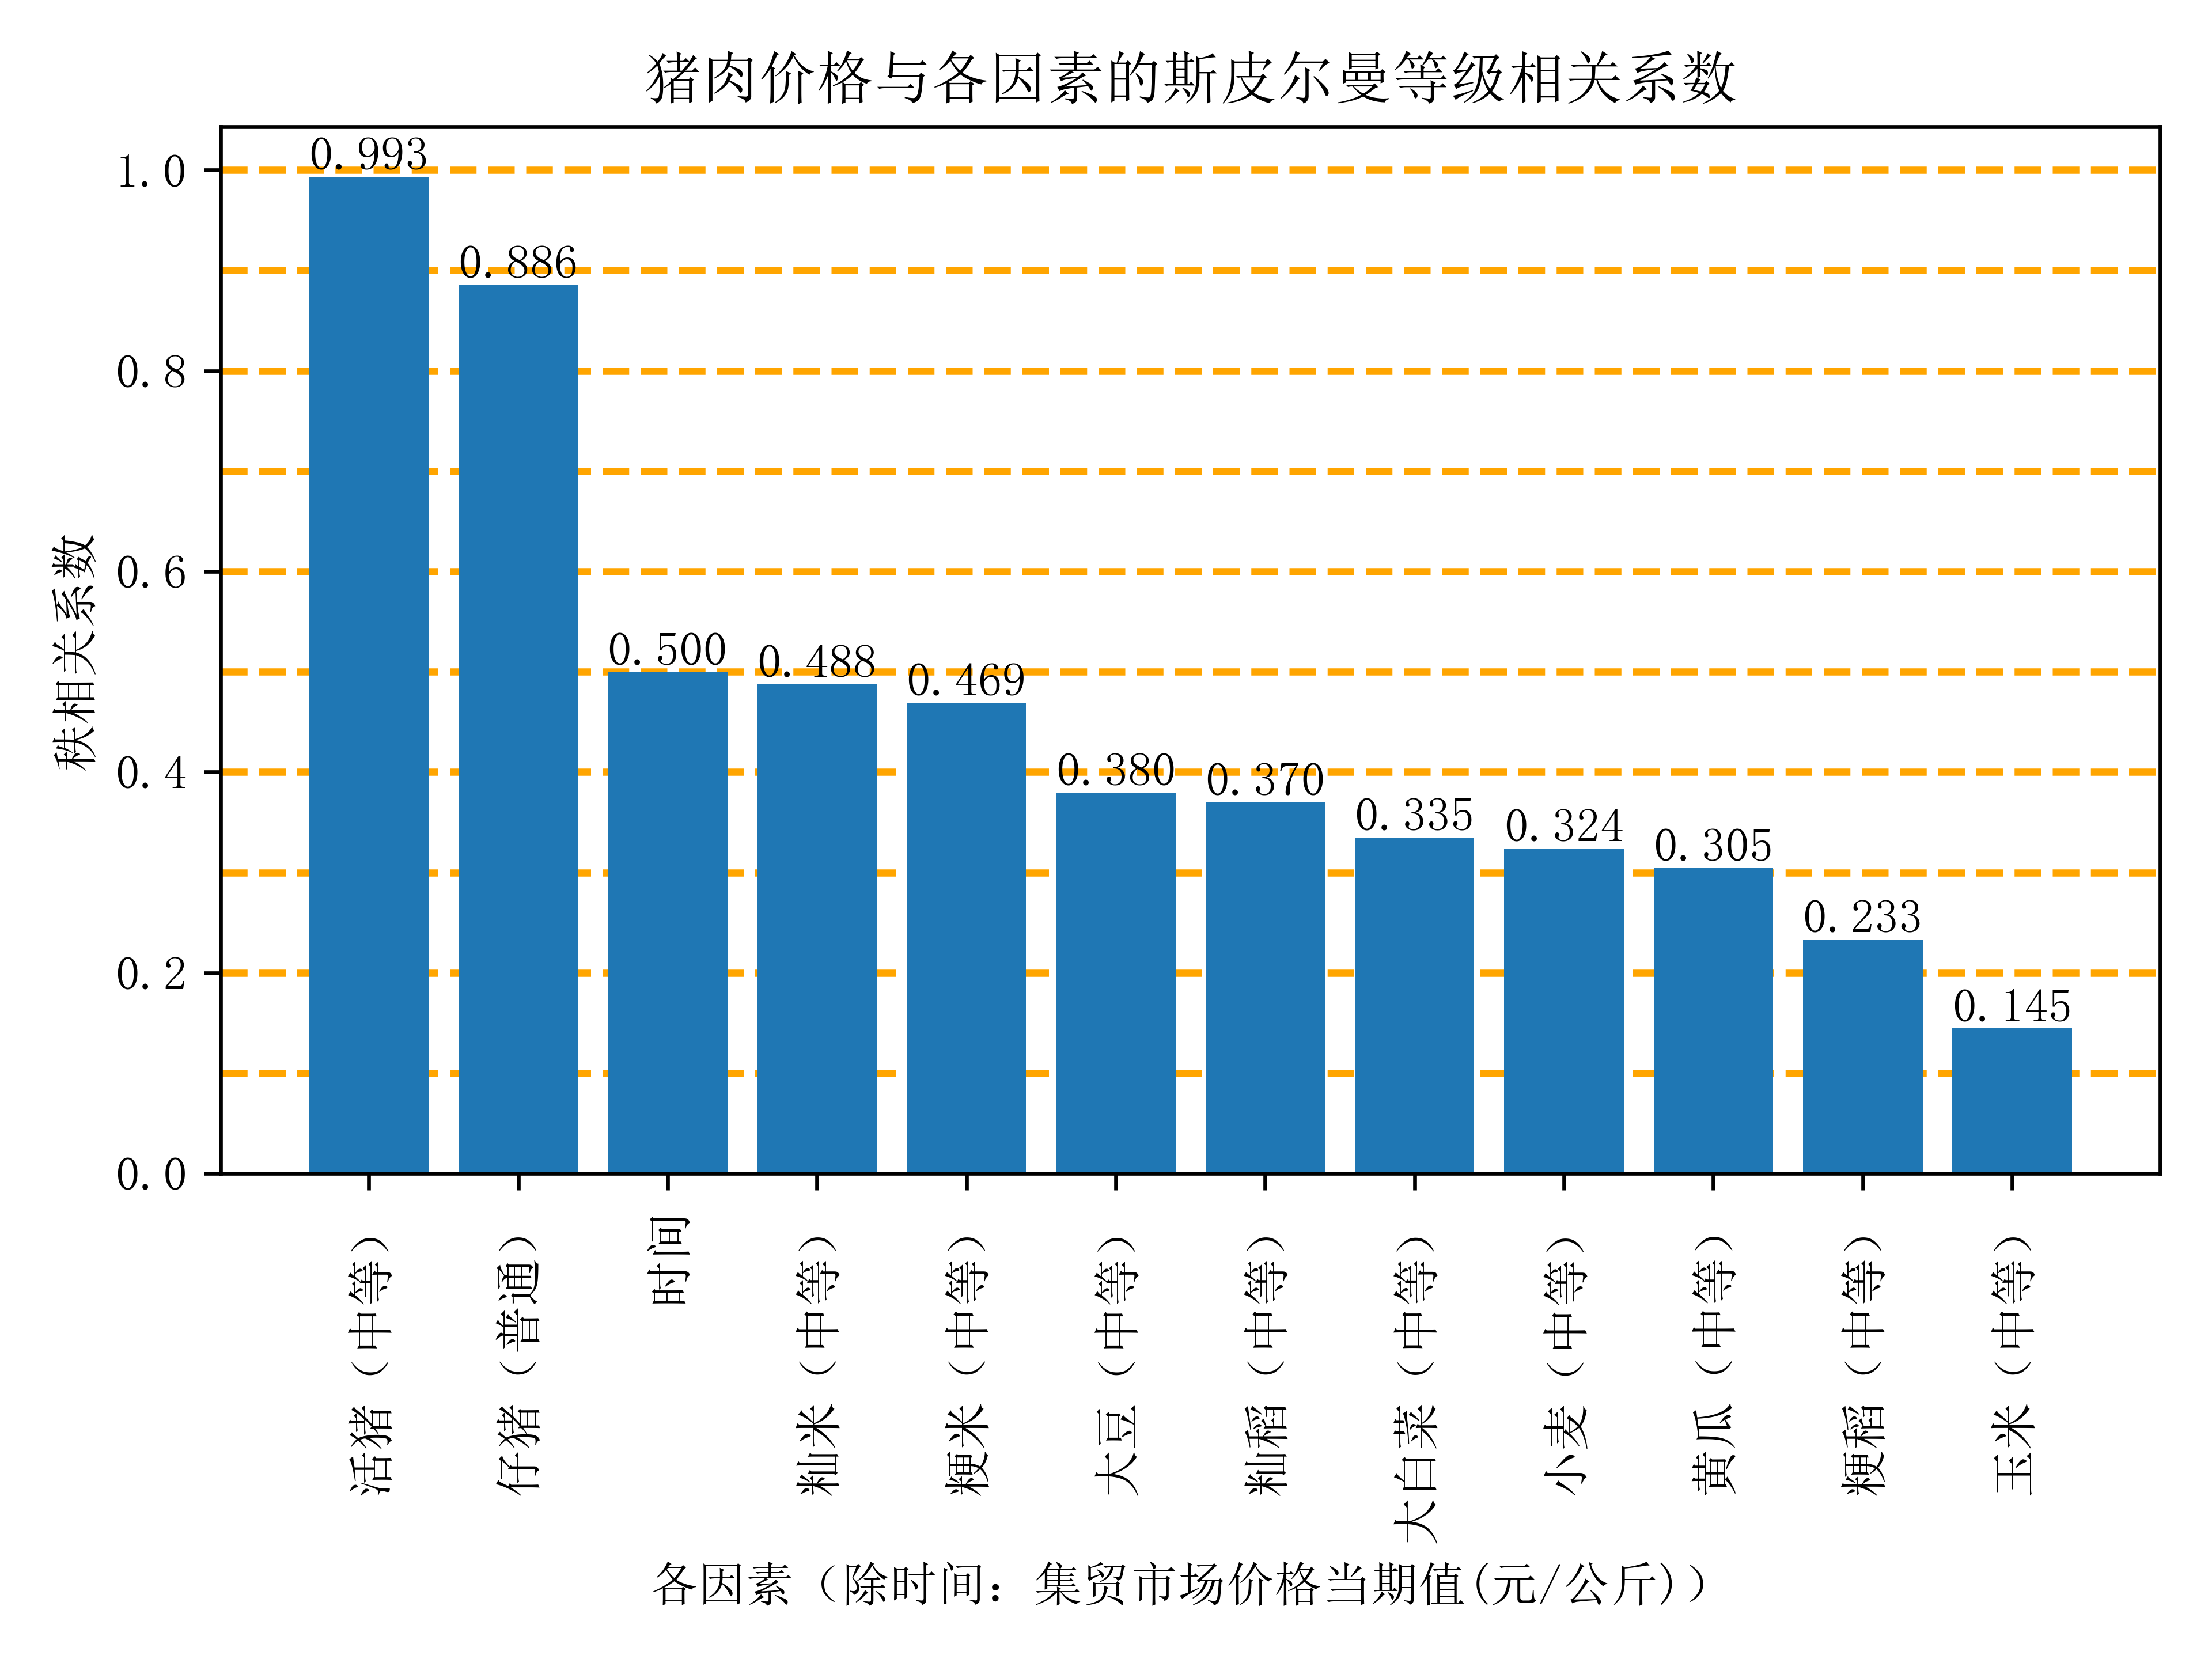 猪肉价格与各因素的斯皮尔曼等级相关系数
秩相关系数
1.0
0.8
0.6
0.4
0.2
0.0
0.993
0.886
0.500
0.488
0.469
0.380
0.370
0.335
0.324
0.305
0.233
0.145
活猪（中等）
仔猪（普通）
时间
籼米（中等）
粳米（中等）
大豆（中等）
籼稻（中等）
大白菜（中等）
小麦（中等）
黄瓜（中等）
粳稻（中等）
玉米（中等）
各因素（除时间：集贸市场价格当期值(元/公斤)）